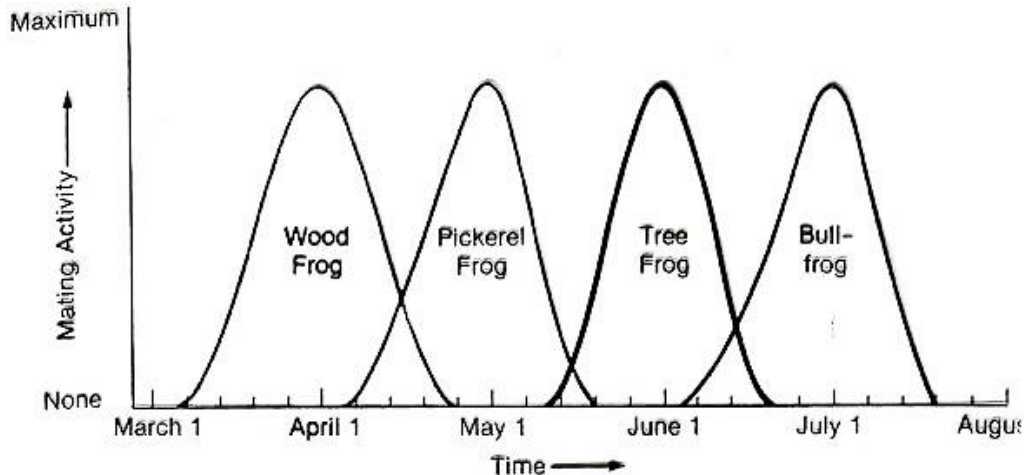 Maximum
Mating Activity
Wood
Frog
Pickerel
Frog
Tree
Frog
Bull-
frog
None
March 1 April 1 May 1 June 1 July 1 Augus
Time